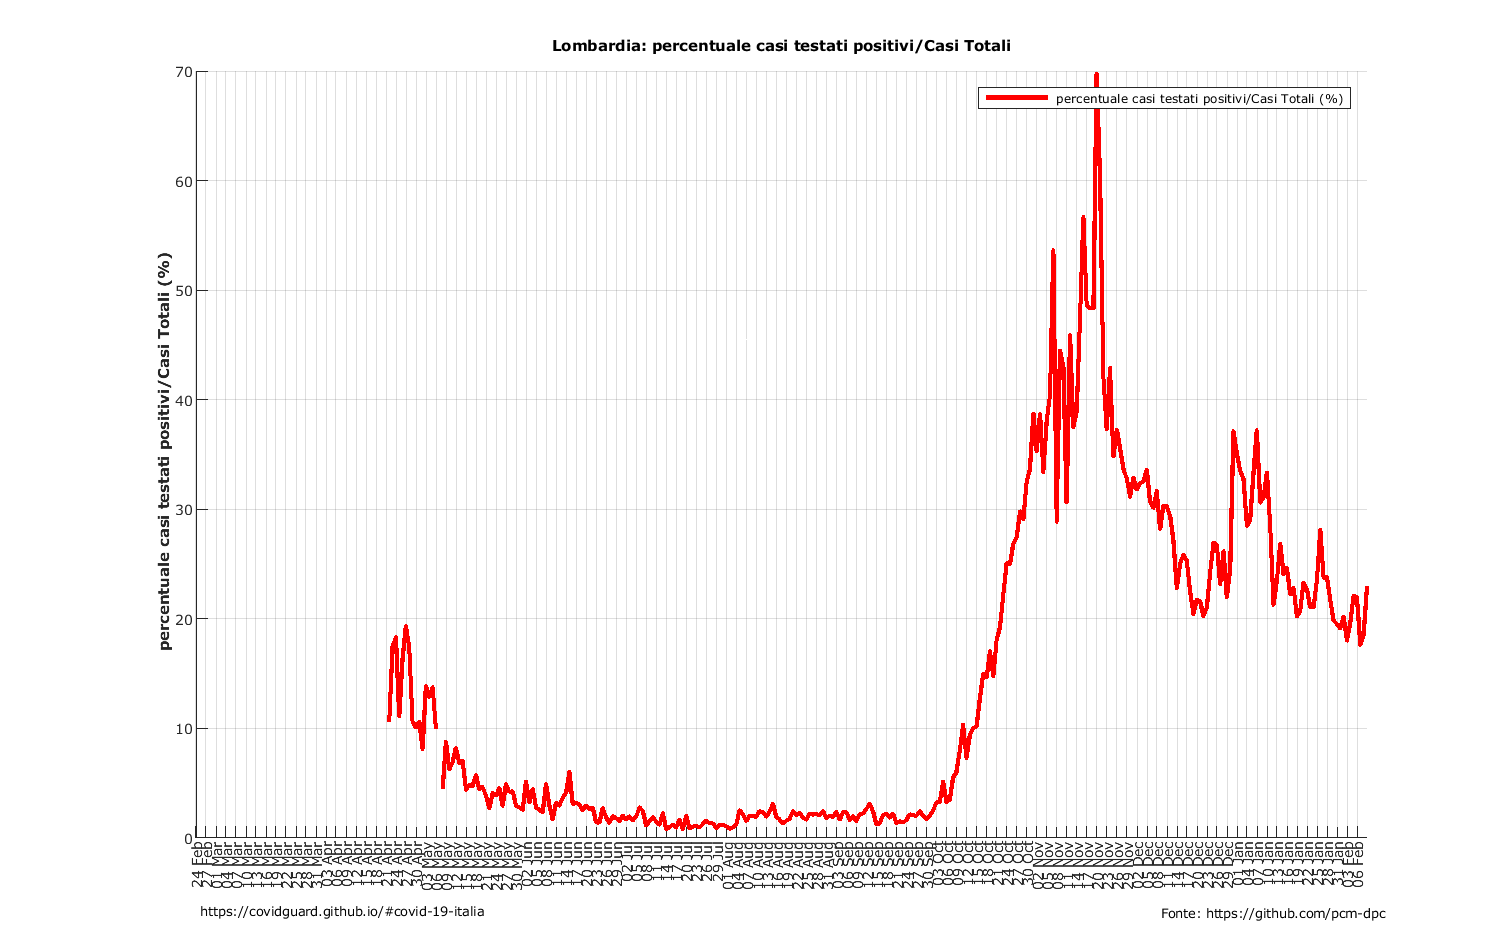 Lombardia: percentuale casi testati positivi/Casi Totali
percentuale casi testati positivi/Casi Totali (%)
percentuale casi testati positivi/Casi Totali (%)
70
60
50
40
30
20
10
0
24 Feb
27 Feb
01 Mar
04 Mar
07 Mar
10 Mar
13 Mar
16 Mar
19 Mar
22 Mar
25 Mar
28 Mar
31 Mar
03 Apr
06 Apr
09 Apr
12 Apr
15 Apr
18 Apr
21 Apr
24 Apr
27 Apr
30 Apr
03 May
06 May
09 May
12 May
15 May
18 May
21 May
24 May
27 May
30 May
02 Jun
05 Jun
08 Jun
11 Jun
14 Jun
17 Jun
20 Jun
23 Jun
26 Jun
29 Jun
02 Jul
05 Jul
08 Jul
11 Jul
14 Jul
17 Jul
20 Jul
23 Jul
26 Jul
29 Jul
01 Aug
04 Aug
07 Aug
10 Aug
13 Aug
16 Aug
19 Aug
22 Aug
25 Aug
28 Aug
31 Aug
03 Sep
06 Sep
09 Sep
12 Sep
15 Sep
18 Sep
21 Sep
24 Sep
27 Sep
30 Sep
03 Oct
06 Oct
09 Oct
12 Oct
15 Oct
18 Oct
21 Oct
24 Oct
27 Oct
30 Oct
02 Nov
05 Nov
08 Nov
11 Nov
14 Nov
17 Nov
20 Nov
23 Nov
26 Nov
29 Nov
02 Dec
05 Dec
08 Dec
11 Dec
14 Dec
17 Dec
20 Dec
23 Dec
26 Dec
29 Dec
01 Jan
04 Jan
07 Jan
10 Jan
13 Jan
16 Jan
19 Jan
22 Jan
25 Jan
28 Jan
31 Jan
03 Feb
06 Feb
https://covidguard.github.io/#covid-19-italia
Fonte: https://github.com/pcm-dpc